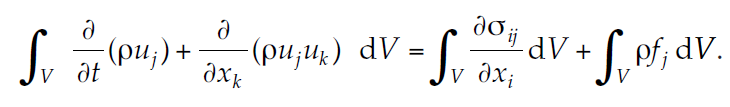 ∫_V ∂/∂t (ρu_j) + ∂/∂x_k (ρu_j u_k) dV = ∫_V ∂σ_ij/∂x_i dV + ∫_V ρf_j dV.